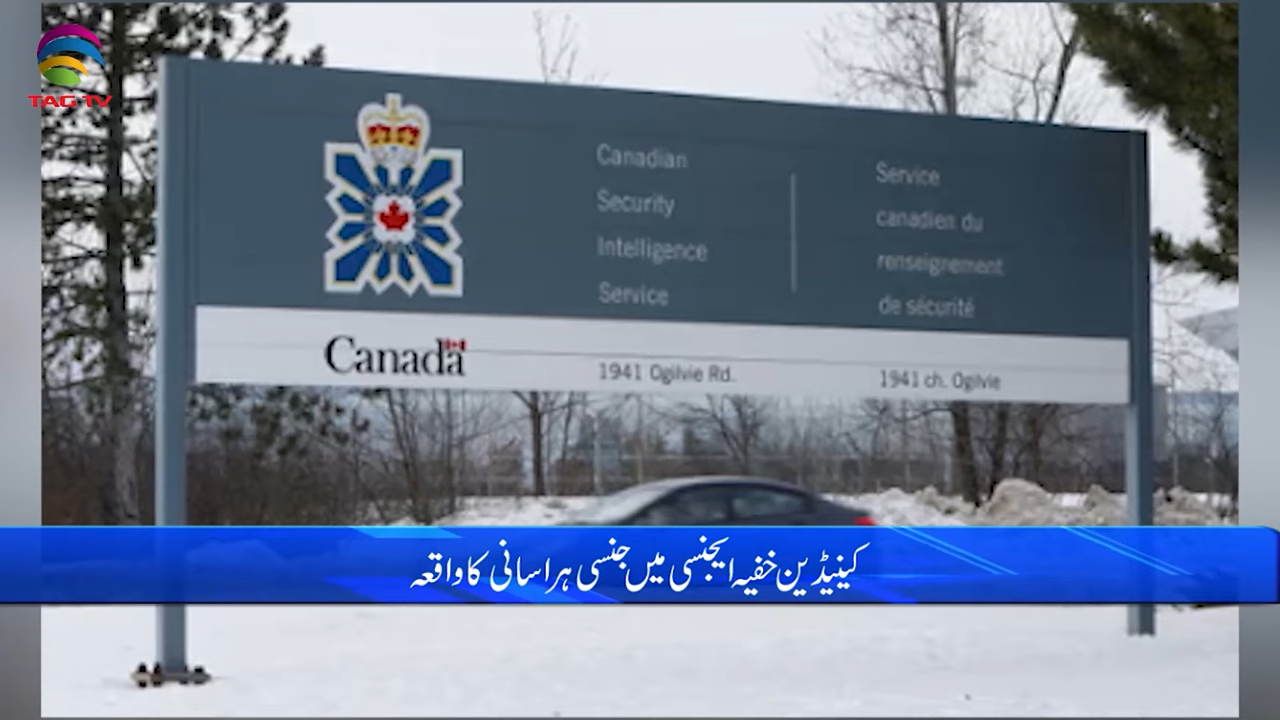 TAG TV
Canadian
Security
Intelligence
Service
Service
canadien du
renseignement
de sécurité
Canada
1941 Ogilvie Rd.
1941 ch. Ogilvie
کینیڈین خفیہ ایجنسی میں جنسی ہراسانی کا واقعہ